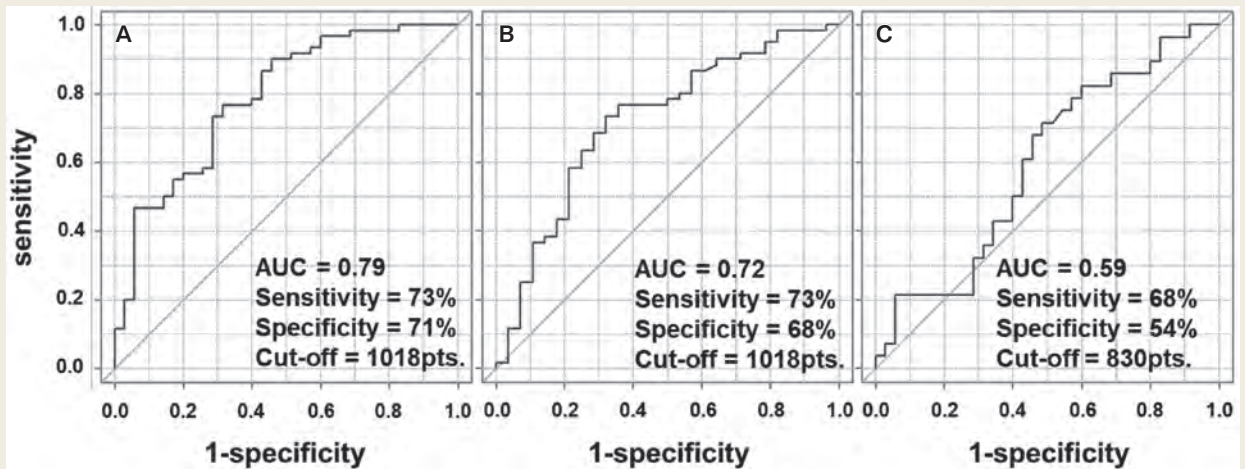 A
B
C
1.0
0.8
0.6
0.4
0.2
0.0
sensitivity
AUC = 0.79
Sensitivity = 73%
Specificity = 71%
Cut-off = 1018pts.
AUC = 0.72
Sensitivity = 73%
Specificity = 68%
Cut-off = 1018pts.
AUC = 0.59
Sensitivity = 68%
Specificity = 54%
Cut-off = 830pts.
0.0 0.2 0.4 0.6 0.8 1.0
0.0 0.2 0.4 0.6 0.8 1.0
0.0 0.2 0.4 0.6 0.8 1.0
1-specificity
1-specificity
1-specificity